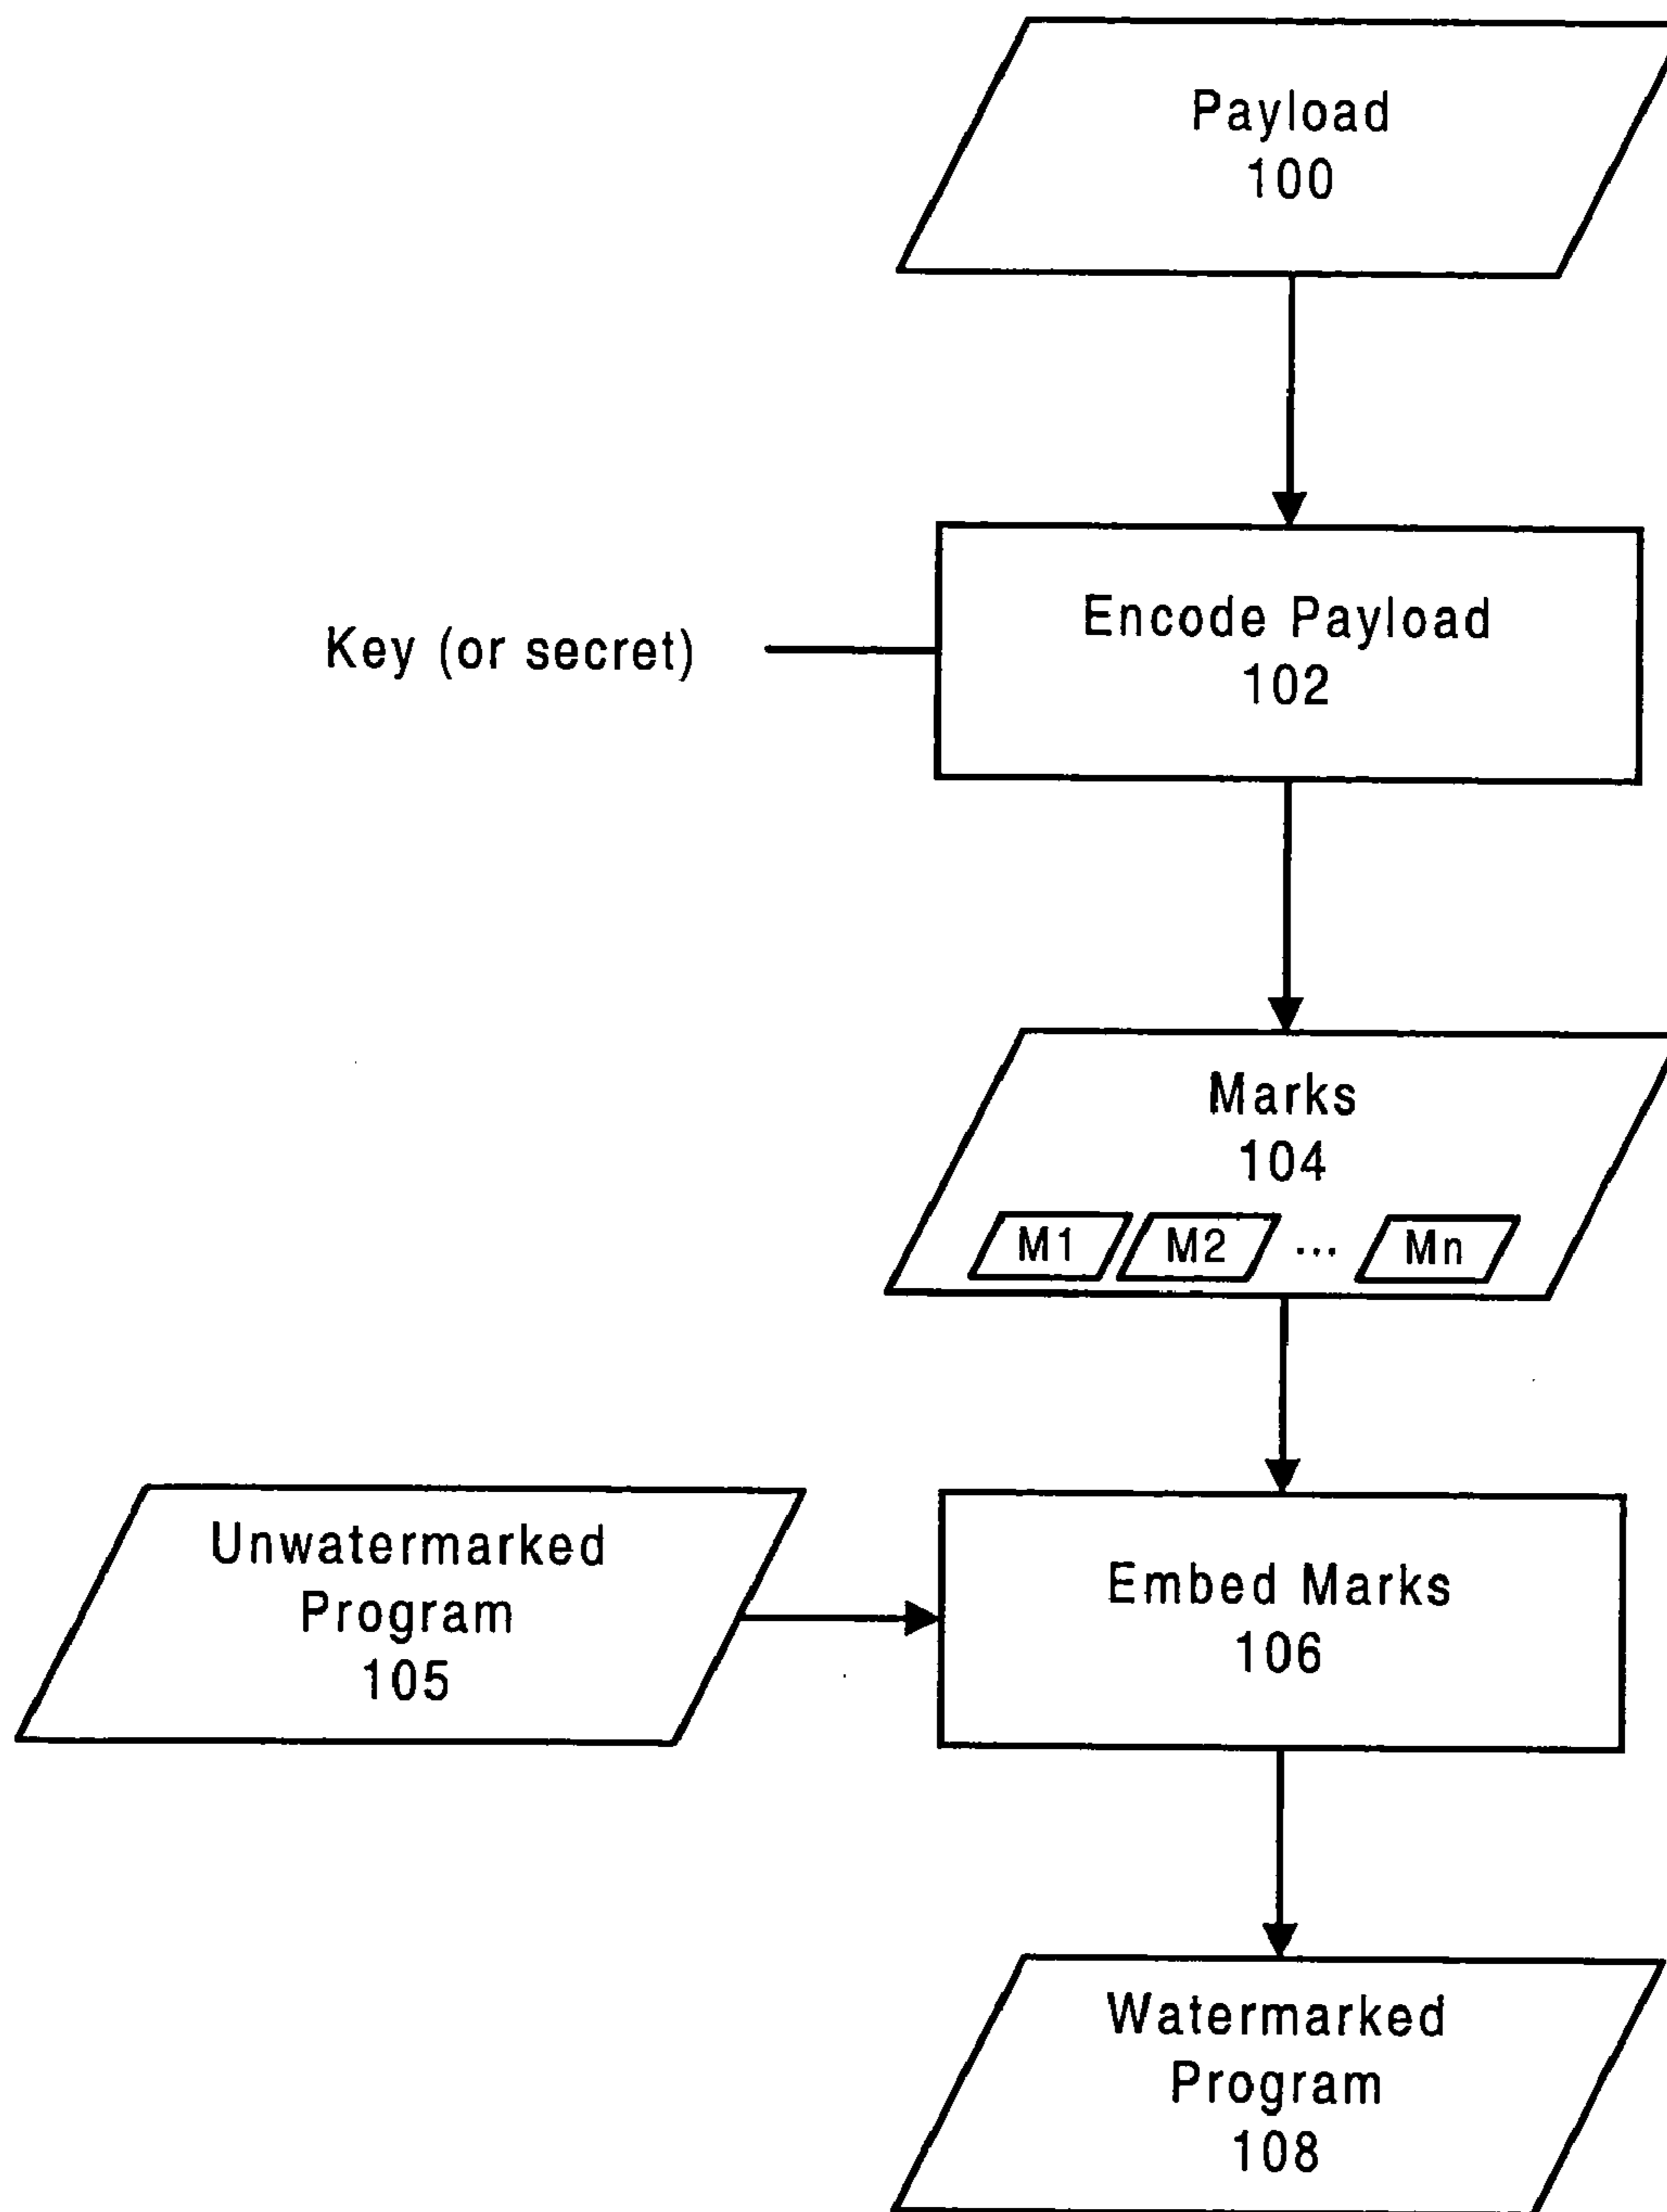 Payload
100
Encode Payload
102
Key (or secret)
Marks
104
M1 M2 ... Mn
Unwatermarked
Program
105
Embed Marks
106
Watermarked
Program
108